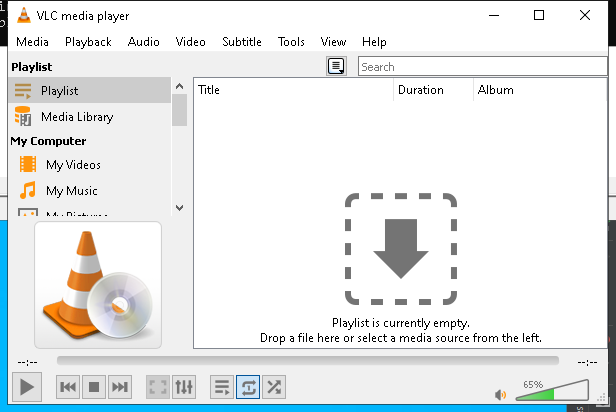 VLC media player
Media Playback Audio Video Subtitle Tools View Help
Playlist
Search
Playlist
Media Library
My Computer
My Videos
My Music
My Pictures
Title Duration Album
Playlist is currently empty.
Drop a file here or select a media source from the left.
--:-- --:--
65%